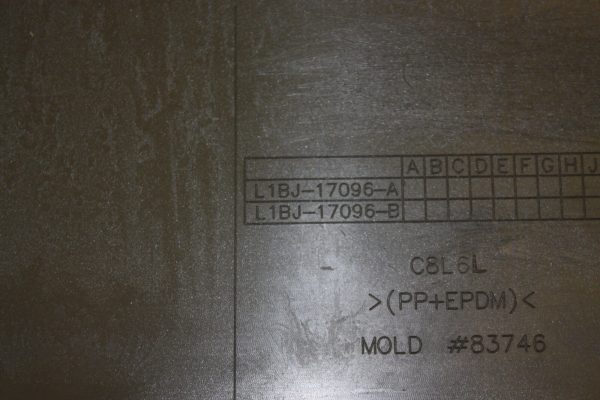 A B C D E F G H J
L1BJ-17096-A
L1BJ-17096-B
C8L6L
>(PP+EPDM)<
MOLD #83746